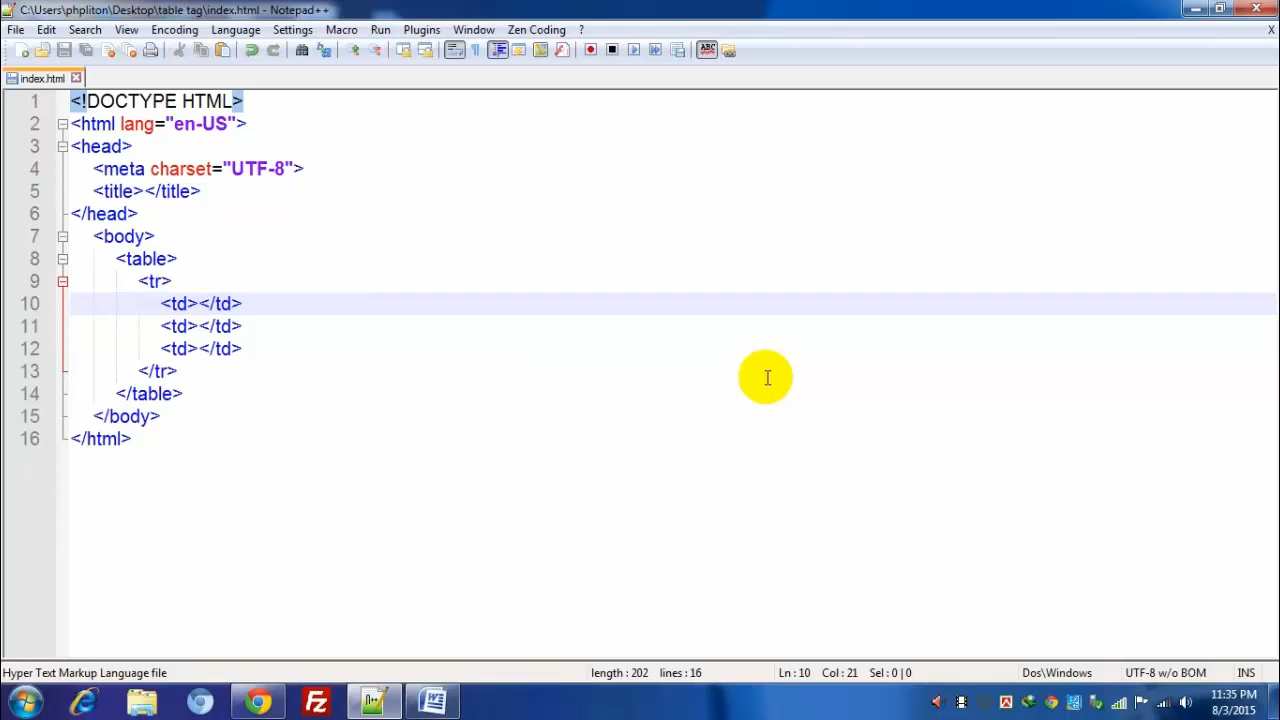 C:\Users\phpliton\Desktop\table tag\index.html - Notepad++
File Edit Search View Encoding Language Settings Macro Run Plugins Window Zen Coding ? X
ABC
index.html
1 <!DOCTYPE HTML>
2 <html lang="en-US">
3 <head>
4 <meta charset="UTF-8">
5 <title></title>
6 </head>
7 <body>
8 <table>
9 <tr>
10 <td></td>
11 <td></td>
12 <td></td>
13 </tr>
14 </table>
15 </body>
16 </html>
Hyper Text Markup Language file length : 202 lines : 16 Ln : 10 Col : 21 Sel : 0 | 0 Dos\Windows UTF-8 w/o BOM INS
11:35 PM
8/3/2015